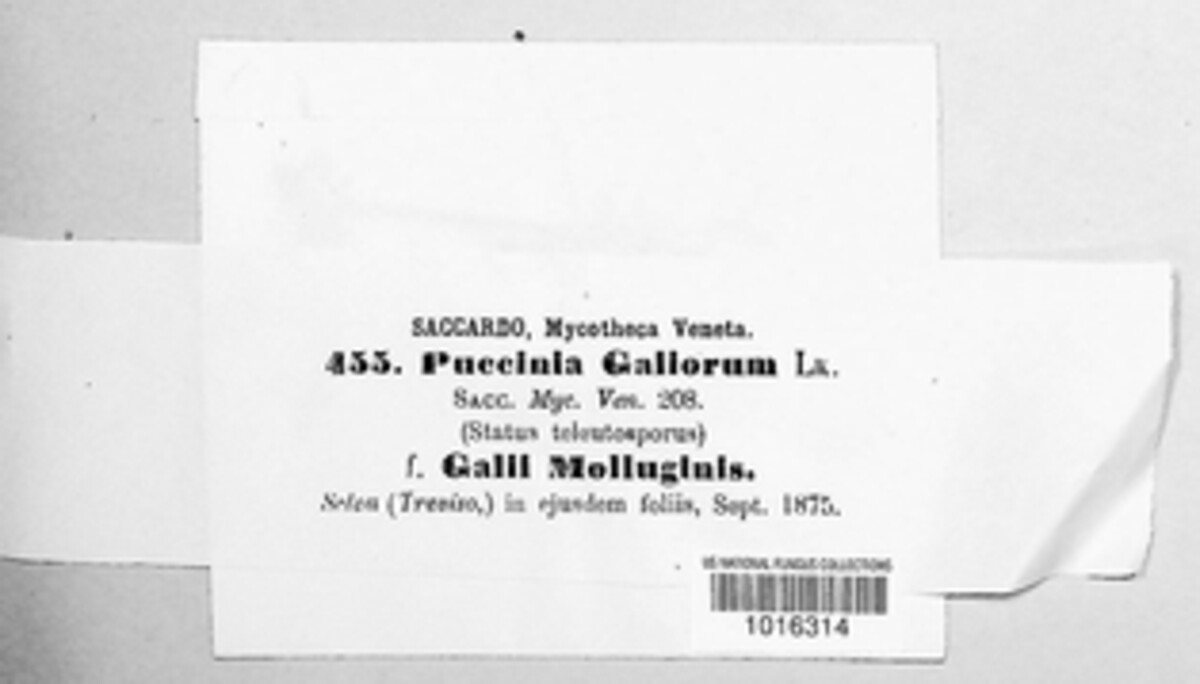 SACCARDO, Mycotheca Veneta.
455. Puccinia Galiorum Lk.
SACC. Myc. Ven. 208.
(Status teleutosporus)
f. Galii Molluginis.
Selva (Treviso,) in ejusdem foliis, Sept. 1875.
US NATIONAL FUNGUS COLLECTIONS
1016314